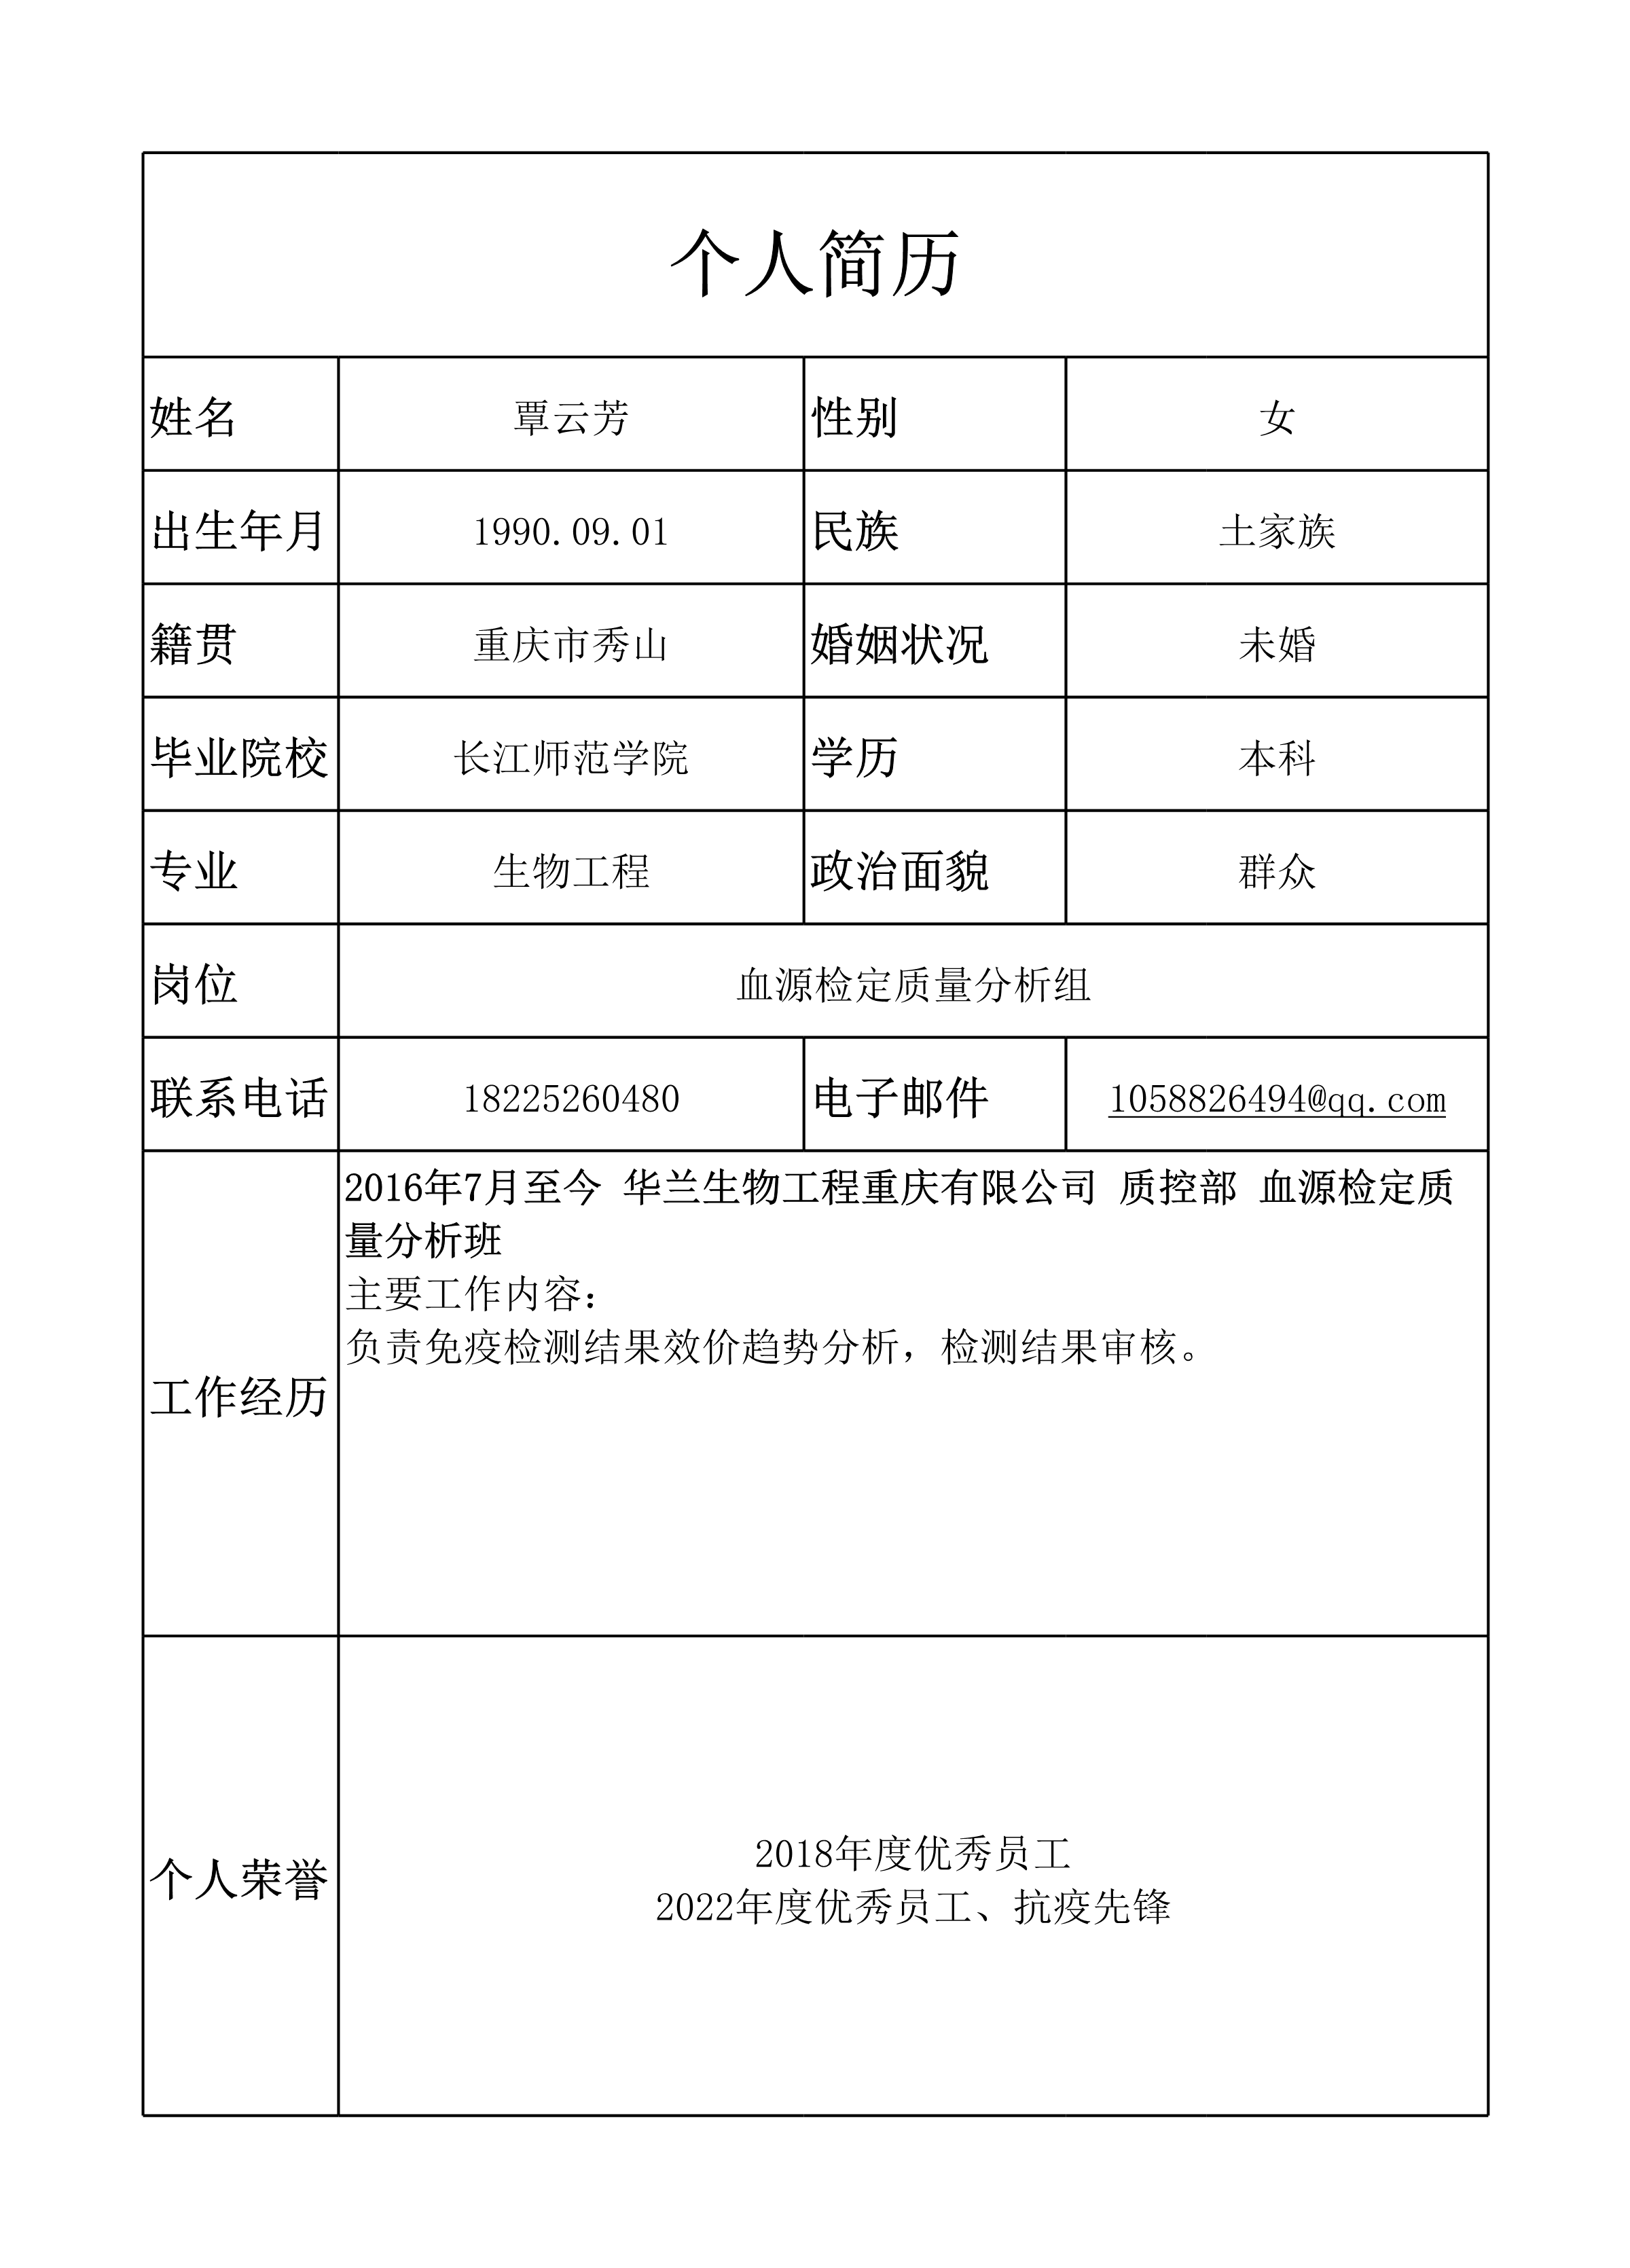 个人简历
姓名 覃云芳 性别 女
出生年月 1990.09.01 民族 土家族
籍贯 重庆市秀山 婚姻状况 未婚
毕业院校 长江师范学院 学历 本科
专业 生物工程 政治面貌 群众
岗位 血源检定质量分析组
联系电话 18225260480 电子邮件 1058826494@qq.com
工作经历
2016年7月至今 华兰生物工程重庆有限公司 质控部 血源检定质
量分析班
主要工作内容：
负责免疫检测结果效价趋势分析，检测结果审核。
个人荣誉
2018年度优秀员工
2022年度优秀员工、抗疫先锋